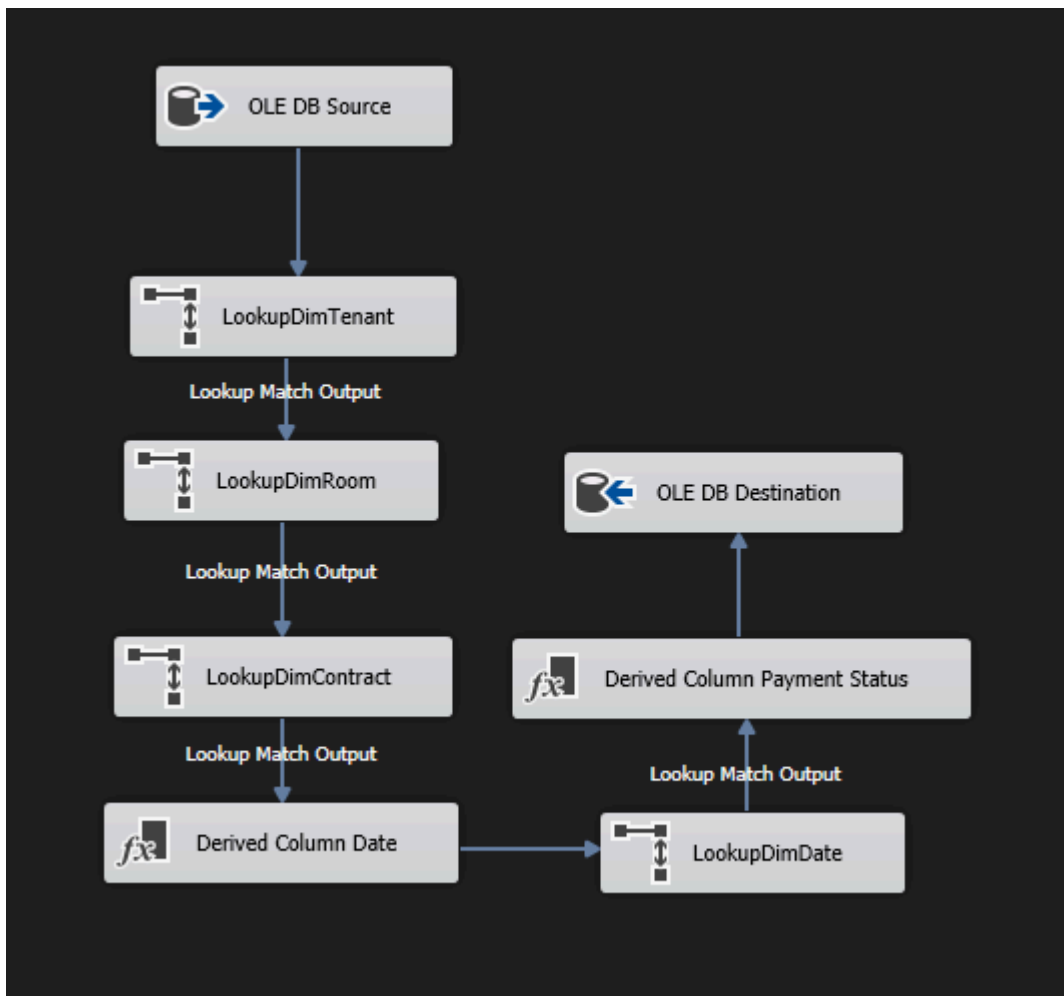 OLE DB Source
LookupDimTenant
Lookup Match Output
LookupDimRoom
Lookup Match Output
LookupDimContract
Lookup Match Output
Derived Column Date
LookupDimDate
Lookup Match Output
Derived Column Payment Status
OLE DB Destination